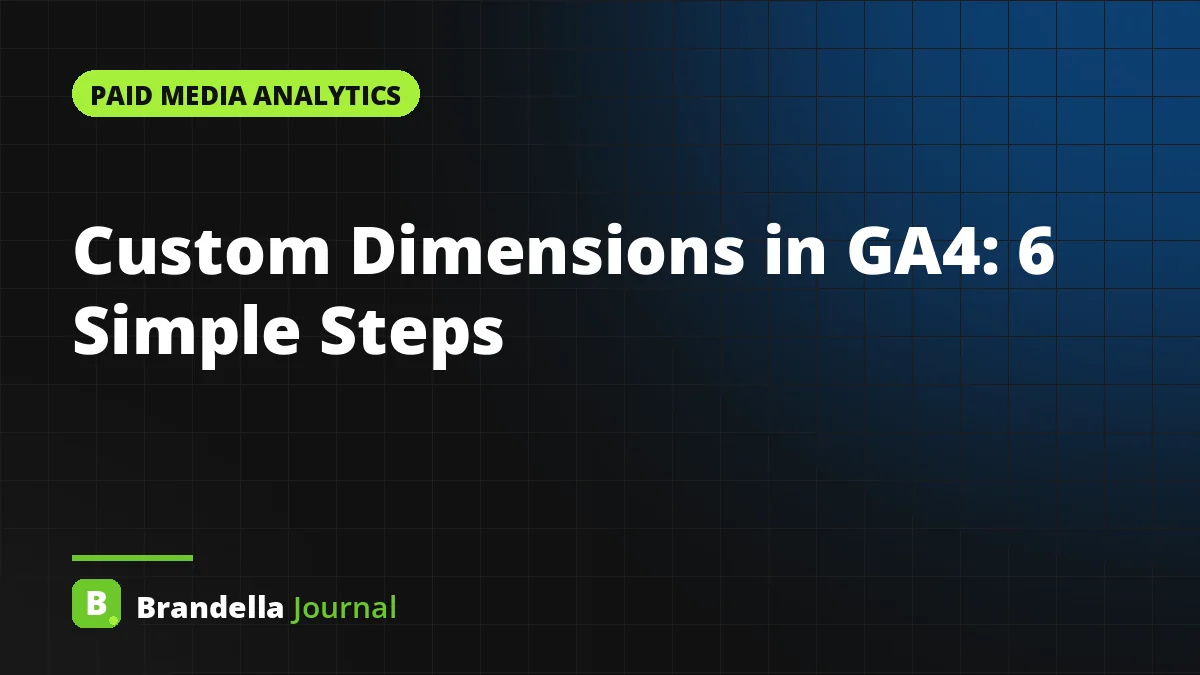 PAID MEDIA ANALYTICS
Custom Dimensions in GA4: 6
Simple Steps
B
Brandella Journal